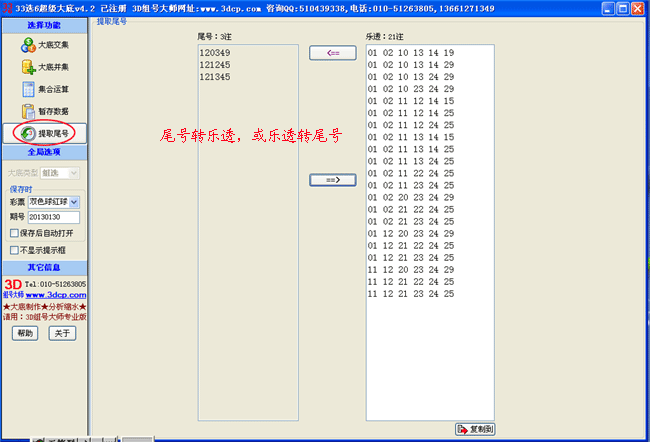 33选6超级大底v4.2 己注册 3D组号大师网址:www.3dcp.com 咨询QQ:510439338,电话:010-51263805,13661271349
选择功能
大底交集
大底并集
集合运算
暂存数据
提取尾号
全局选项
大底类型 组选
保存时
彩票 双色球红球
期号 20130130
保存后自动打开
不显示提示框
其它信息
3D Tel:010-51263805
组号大师 www.3dcp.com
★大底制作★分析缩水★
请用:3D组号大师专业版
帮助 关于
提取尾号
尾号:3注
120349
121245
121345
<==
==>
尾号转乐透，或乐透转尾号
乐透:21注
01 02 10 13 14 19
01 02 10 13 14 29
01 02 10 13 24 29
01 02 10 23 24 29
01 02 11 12 14 15
01 02 11 12 14 25
01 02 11 12 24 25
01 02 11 13 14 15
01 02 11 13 14 25
01 02 11 13 24 25
01 02 11 22 24 25
01 02 11 23 24 25
01 02 20 23 24 29
01 02 21 22 24 25
01 02 21 23 24 25
01 12 20 23 24 29
01 12 21 22 24 25
01 12 21 23 24 25
11 12 20 23 24 29
11 12 21 22 24 25
11 12 21 23 24 25
复制到